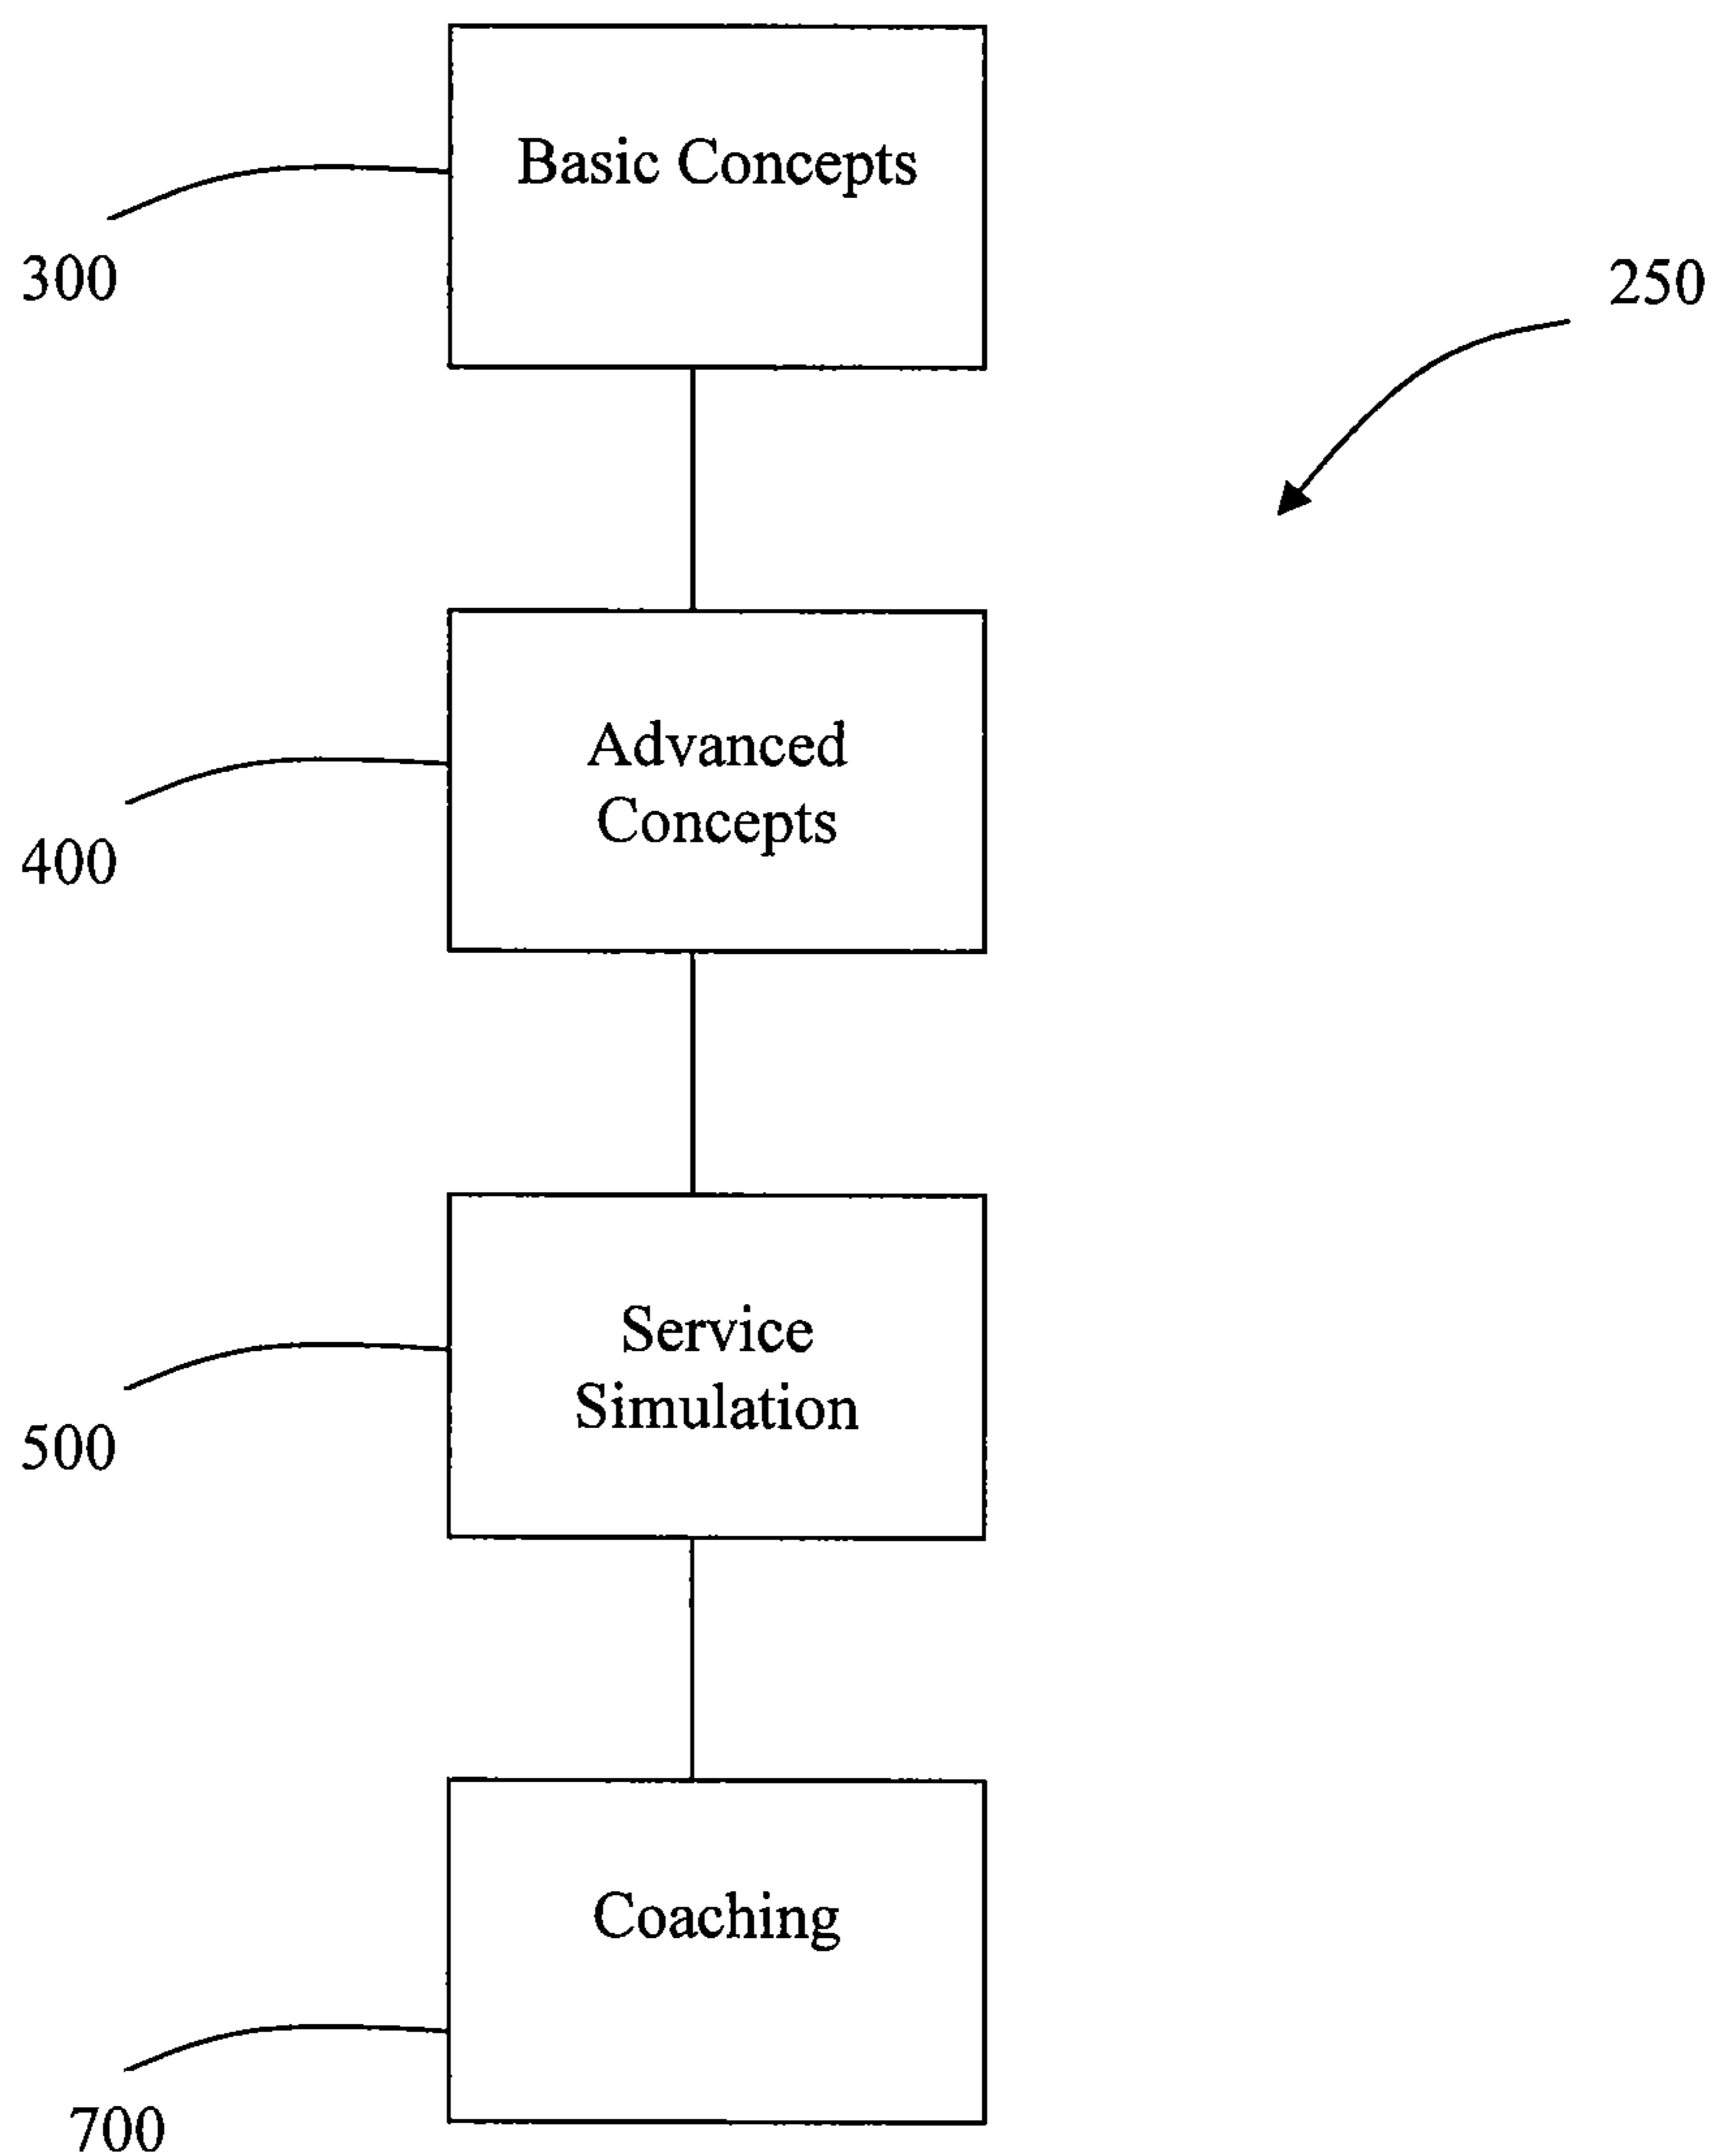 Basic Concepts
300
250
Advanced
Concepts
400
Service
Simulation
500
Coaching
700